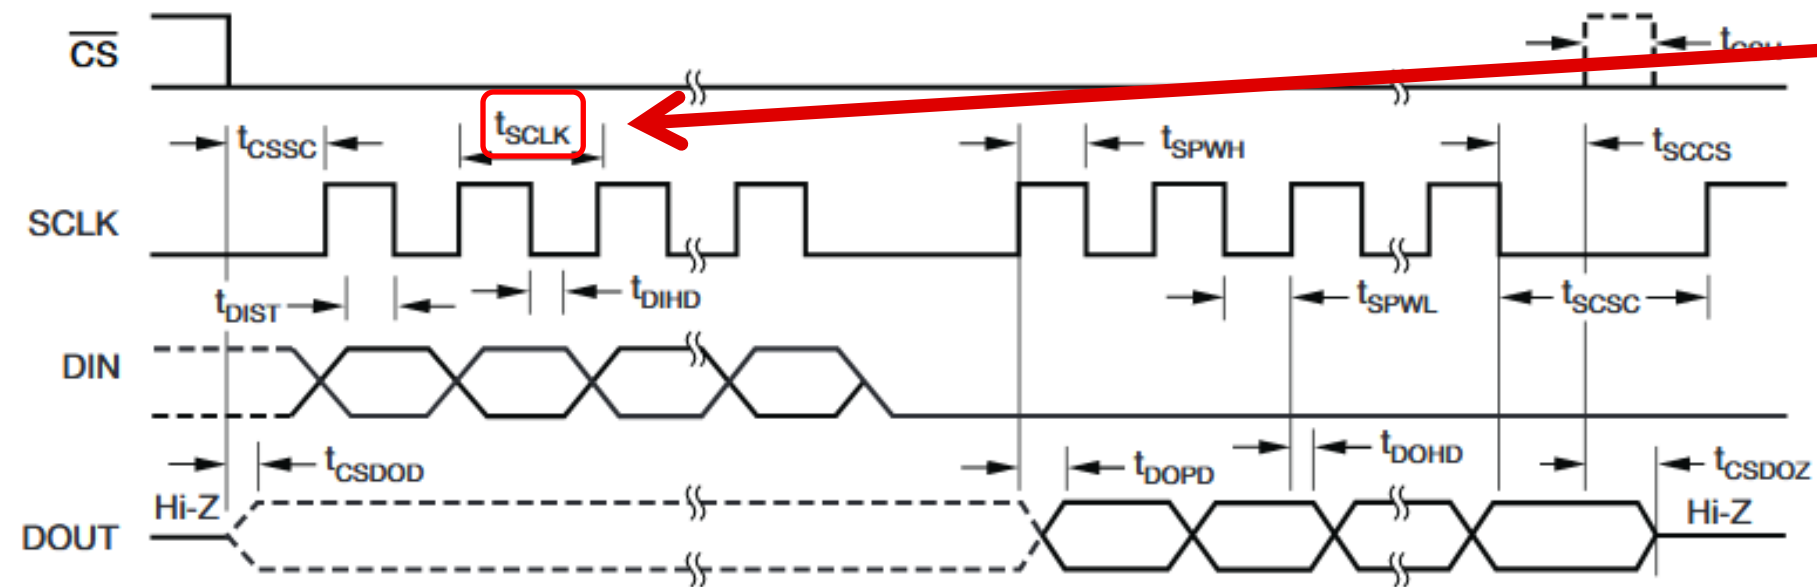 CS
tSCLK
tCSSC
tSPWH
tSCCS
SCLK
tDIST
tDIHD
tSPWL
tSCSC
DIN
tCSDOD
tDOPD
tDOHD
tCSDOZ
Hi-Z
Hi-Z
DOUT